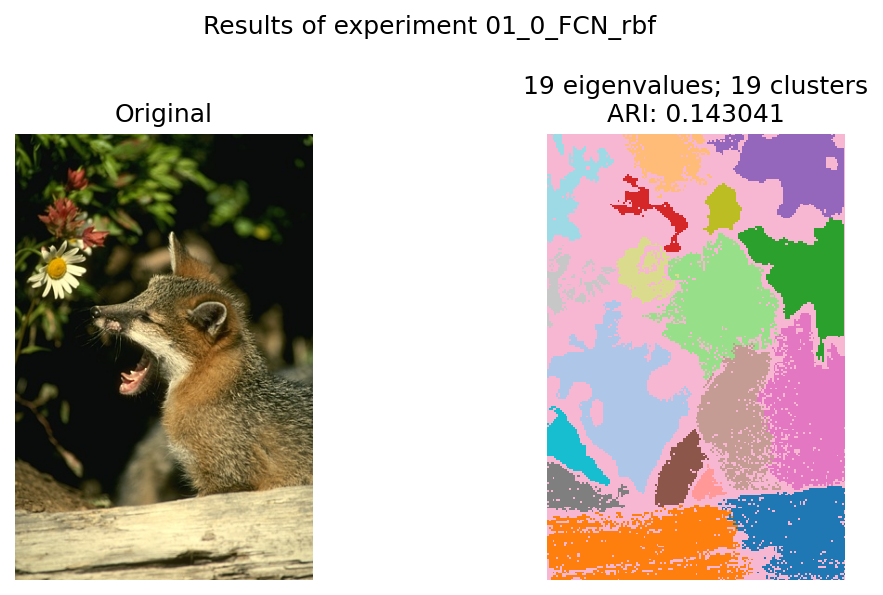 Results of experiment 01_0_FCN_rbf
Original
19 eigenvalues; 19 clusters
ARI: 0.143041